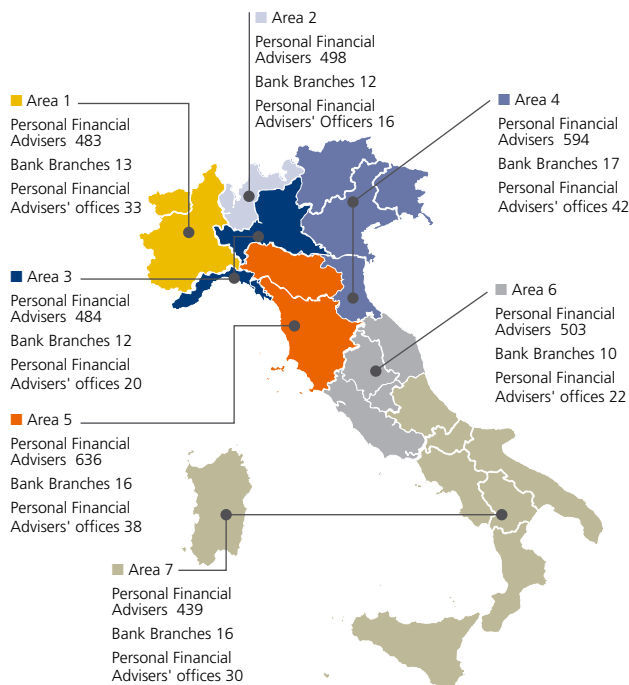 Area 2
Personal Financial
Advisers 498
Bank Branches 12
Personal Financial
Advisers' Officers 16
Area 1
Personal Financial
Advisers 483
Bank Branches 13
Personal Financial
Advisers' offices 33
Area 4
Personal Financial
Advisers 594
Bank Branches 17
Personal Financial
Advisers' offices 42
Area 3
Personal Financial
Advisers 484
Bank Branches 12
Personal Financial
Advisers' offices 20
Area 6
Personal Financial
Advisers 503
Bank Branches 10
Personal Financial
Advisers' offices 22
Area 5
Personal Financial
Advisers 636
Bank Branches 16
Personal Financial
Advisers' offices 38
Area 7
Personal Financial
Advisers 439
Bank Branches 16
Personal Financial
Advisers' offices 30